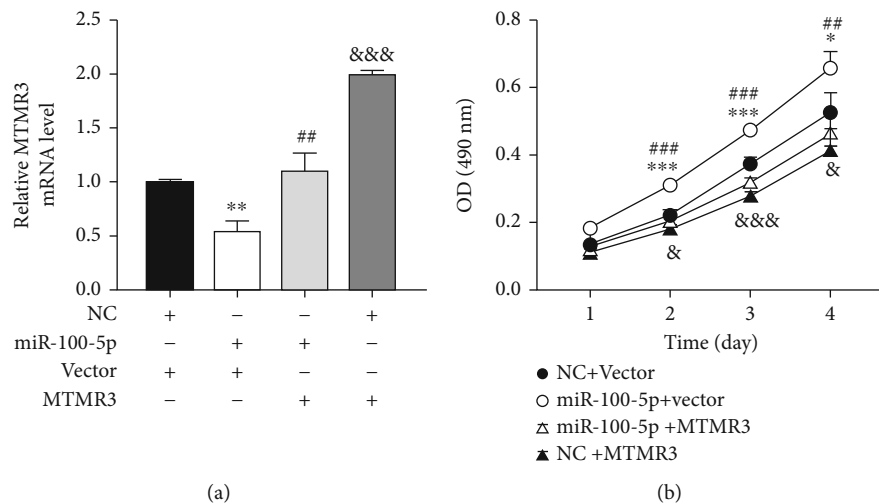 Relative MTMR3
mRNA level
2.5
2.0
1.5
1.0
0.5
0.0
**
##
&&&
NC + − − +
miR-100-5p − + + −
Vector + + − −
MTMR3 − − + +
(a)
OD (490 nm)
0.8
0.6
0.4
0.2
0.0
###
***
&
###
***
&&&
##
*
&
1 2 3 4
Time (day)
NC+Vector
miR-100-5p+vector
miR-100-5p +MTMR3
NC +MTMR3
(b)